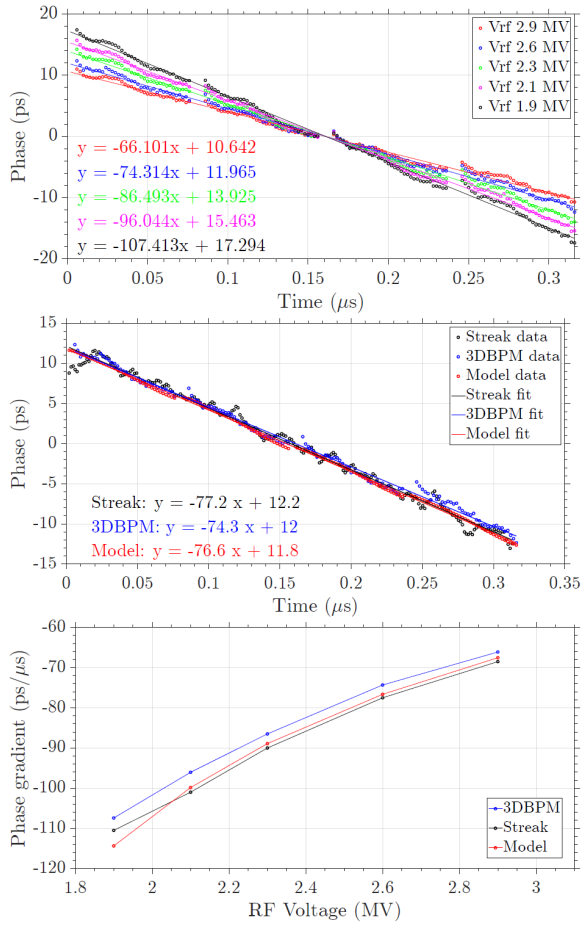 20
15
10
5
0
-5
-10
-15
-20
Phase (ps)
Vrf 2.9 MV
Vrf 2.6 MV
Vrf 2.3 MV
Vrf 2.1 MV
Vrf 1.9 MV
y = -66.101x + 10.642
y = -74.314x + 11.965
y = -86.493x + 13.925
y = -96.044x + 15.463
y = -107.413x + 17.294
0 0.05 0.1 0.15 0.2 0.25 0.3
Time (μs)
15
10
5
0
-5
-10
-15
Phase (ps)
Streak data
3DBPM data
Model data
Streak fit
3DBPM fit
Model fit
Streak: y = -77.2 x + 12.2
3DBPM: y = -74.3 x + 12
Model: y = -76.6 x + 11.8
0 0.05 0.1 0.15 0.2 0.25 0.3 0.35
Time (μs)
-60
-70
-80
-90
-100
-110
-120
Phase gradient (ps/μs)
3DBPM
Streak
Model
1.8 2 2.2 2.4 2.6 2.8 3
RF Voltage (MV)